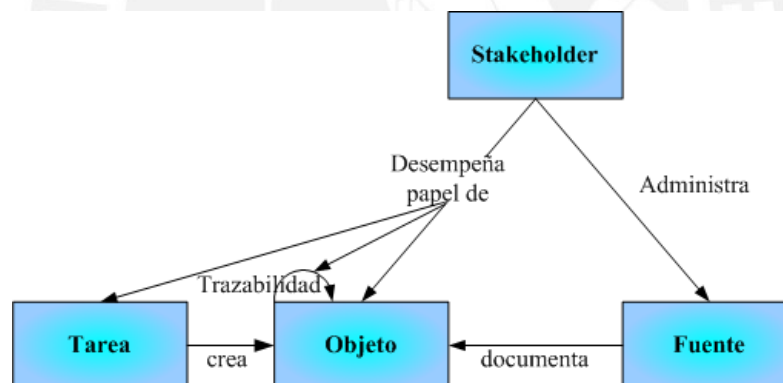 Stakeholder
Desempeña
papel de
Administra
Trazabilidad
Tarea
crea
Objeto
documenta
Fuente